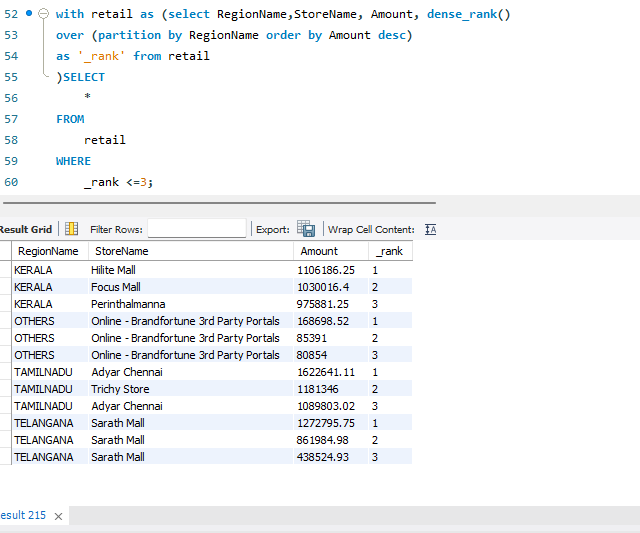 52 with retail as (select RegionName,StoreName, Amount, dense_rank()
53 over (partition by RegionName order by Amount desc)
54 as '_rank' from retail
55 )SELECT
56 *
57 FROM
58 retail
59 WHERE
60 _rank <=3;
Result Grid Filter Rows: Export: Wrap Cell Content:
RegionName StoreName Amount _rank
KERALA Hilite Mall 1106186.25 1
KERALA Focus Mall 1030016.4 2
KERALA Perinthalmanna 975881.25 3
OTHERS Online - Brandfortune 3rd Party Portals 168698.52 1
OTHERS Online - Brandfortune 3rd Party Portals 85391 2
OTHERS Online - Brandfortune 3rd Party Portals 80854 3
TAMILNADU Adyar Chennai 1622641.11 1
TAMILNADU Trichy Store 1181346 2
TAMILNADU Adyar Chennai 1089803.02 3
TELANGANA Sarath Mall 1272795.75 1
TELANGANA Sarath Mall 861984.98 2
TELANGANA Sarath Mall 438524.93 3
esult 215